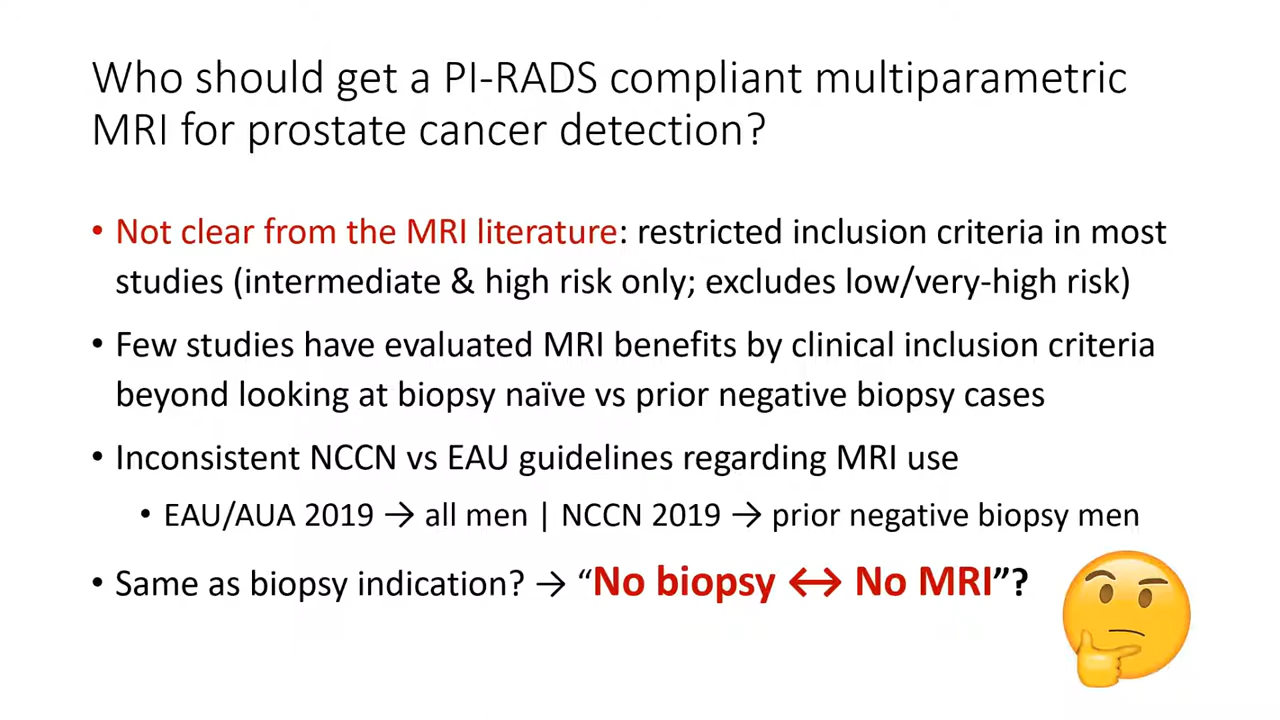 Who should get a PI-RADS compliant multiparametric
MRI for prostate cancer detection?
• Not clear from the MRI literature: restricted inclusion criteria in most
studies (intermediate & high risk only; excludes low/very-high risk)
• Few studies have evaluated MRI benefits by clinical inclusion criteria
beyond looking at biopsy naïve vs prior negative biopsy cases
• Inconsistent NCCN vs EAU guidelines regarding MRI use
• EAU/AUA 2019 → all men | NCCN 2019 → prior negative biopsy men
• Same as biopsy indication? → “No biopsy ↔ No MRI”?